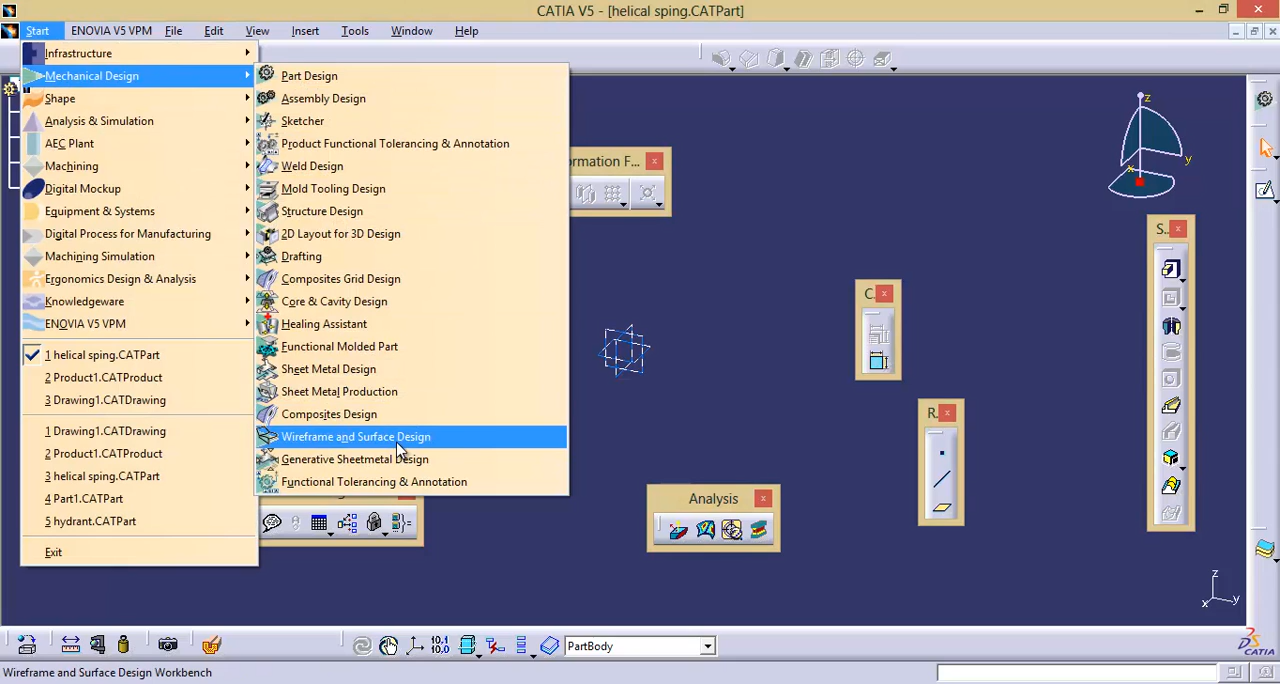 CATIA V5 - [helical sping.CATPart]
Start ENOVIA V5 VPM File Edit View Insert Tools Window Help
Infrastructure
Mechanical Design
Shape
Analysis & Simulation
AEC Plant
Machining
Digital Mockup
Equipment & Systems
Digital Process for Manufacturing
Machining Simulation
Ergonomics Design & Analysis
Knowledgeware
ENOVIA V5 VPM
1 helical sping.CATPart
2 Product1.CATProduct
3 Drawing1.CATDrawing
1 Drawing1.CATDrawing
2 Product1.CATProduct
3 helical sping.CATPart
4 Part1.CATPart
5 hydrant.CATPart
Exit
Part Design
Assembly Design
Sketcher
Product Functional Tolerancing & Annotation
Weld Design
Mold Tooling Design
Structure Design
2D Layout for 3D Design
Drafting
Composites Grid Design
Core & Cavity Design
Healing Assistant
Functional Molded Part
Sheet Metal Design
Sheet Metal Production
Composites Design
Wireframe and Surface Design
Generative Sheetmetal Design
Functional Tolerancing & Annotation
ormation F...
z
y
x
S..
C..
R..
Analysis
z
x y
10.1
PartBody
CATIA
Wireframe and Surface Design Workbench